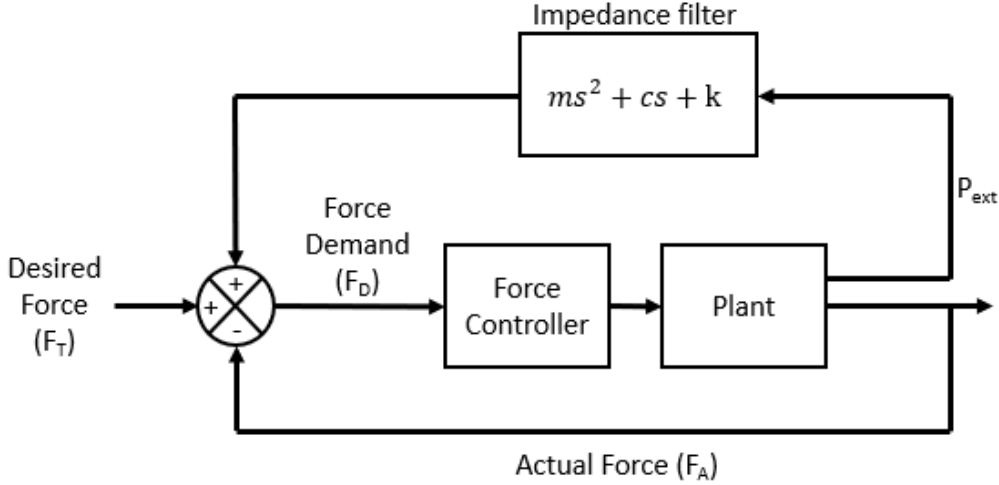 Impedance filter
ms² + cs + k
P_ext
Force
Demand
(F_D)
Desired
Force
(F_T)
+
+
-
Force
Controller
Plant
Actual Force (F_A)